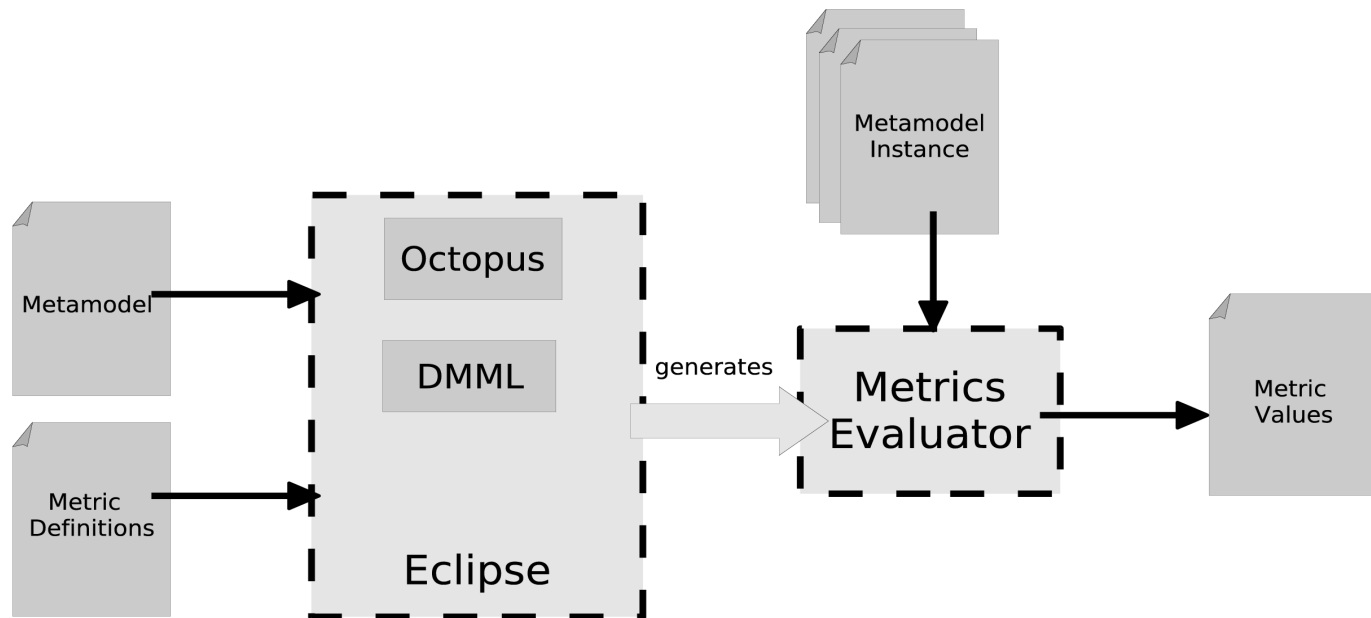 Metamodel
Instance
Octopus
Metamodel
DMML
generates
Metrics
Evaluator
Metric
Values
Metric
Definitions
Eclipse